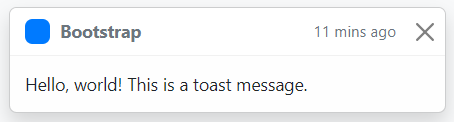 Bootstrap 11 mins ago
Hello, world! This is a toast message.